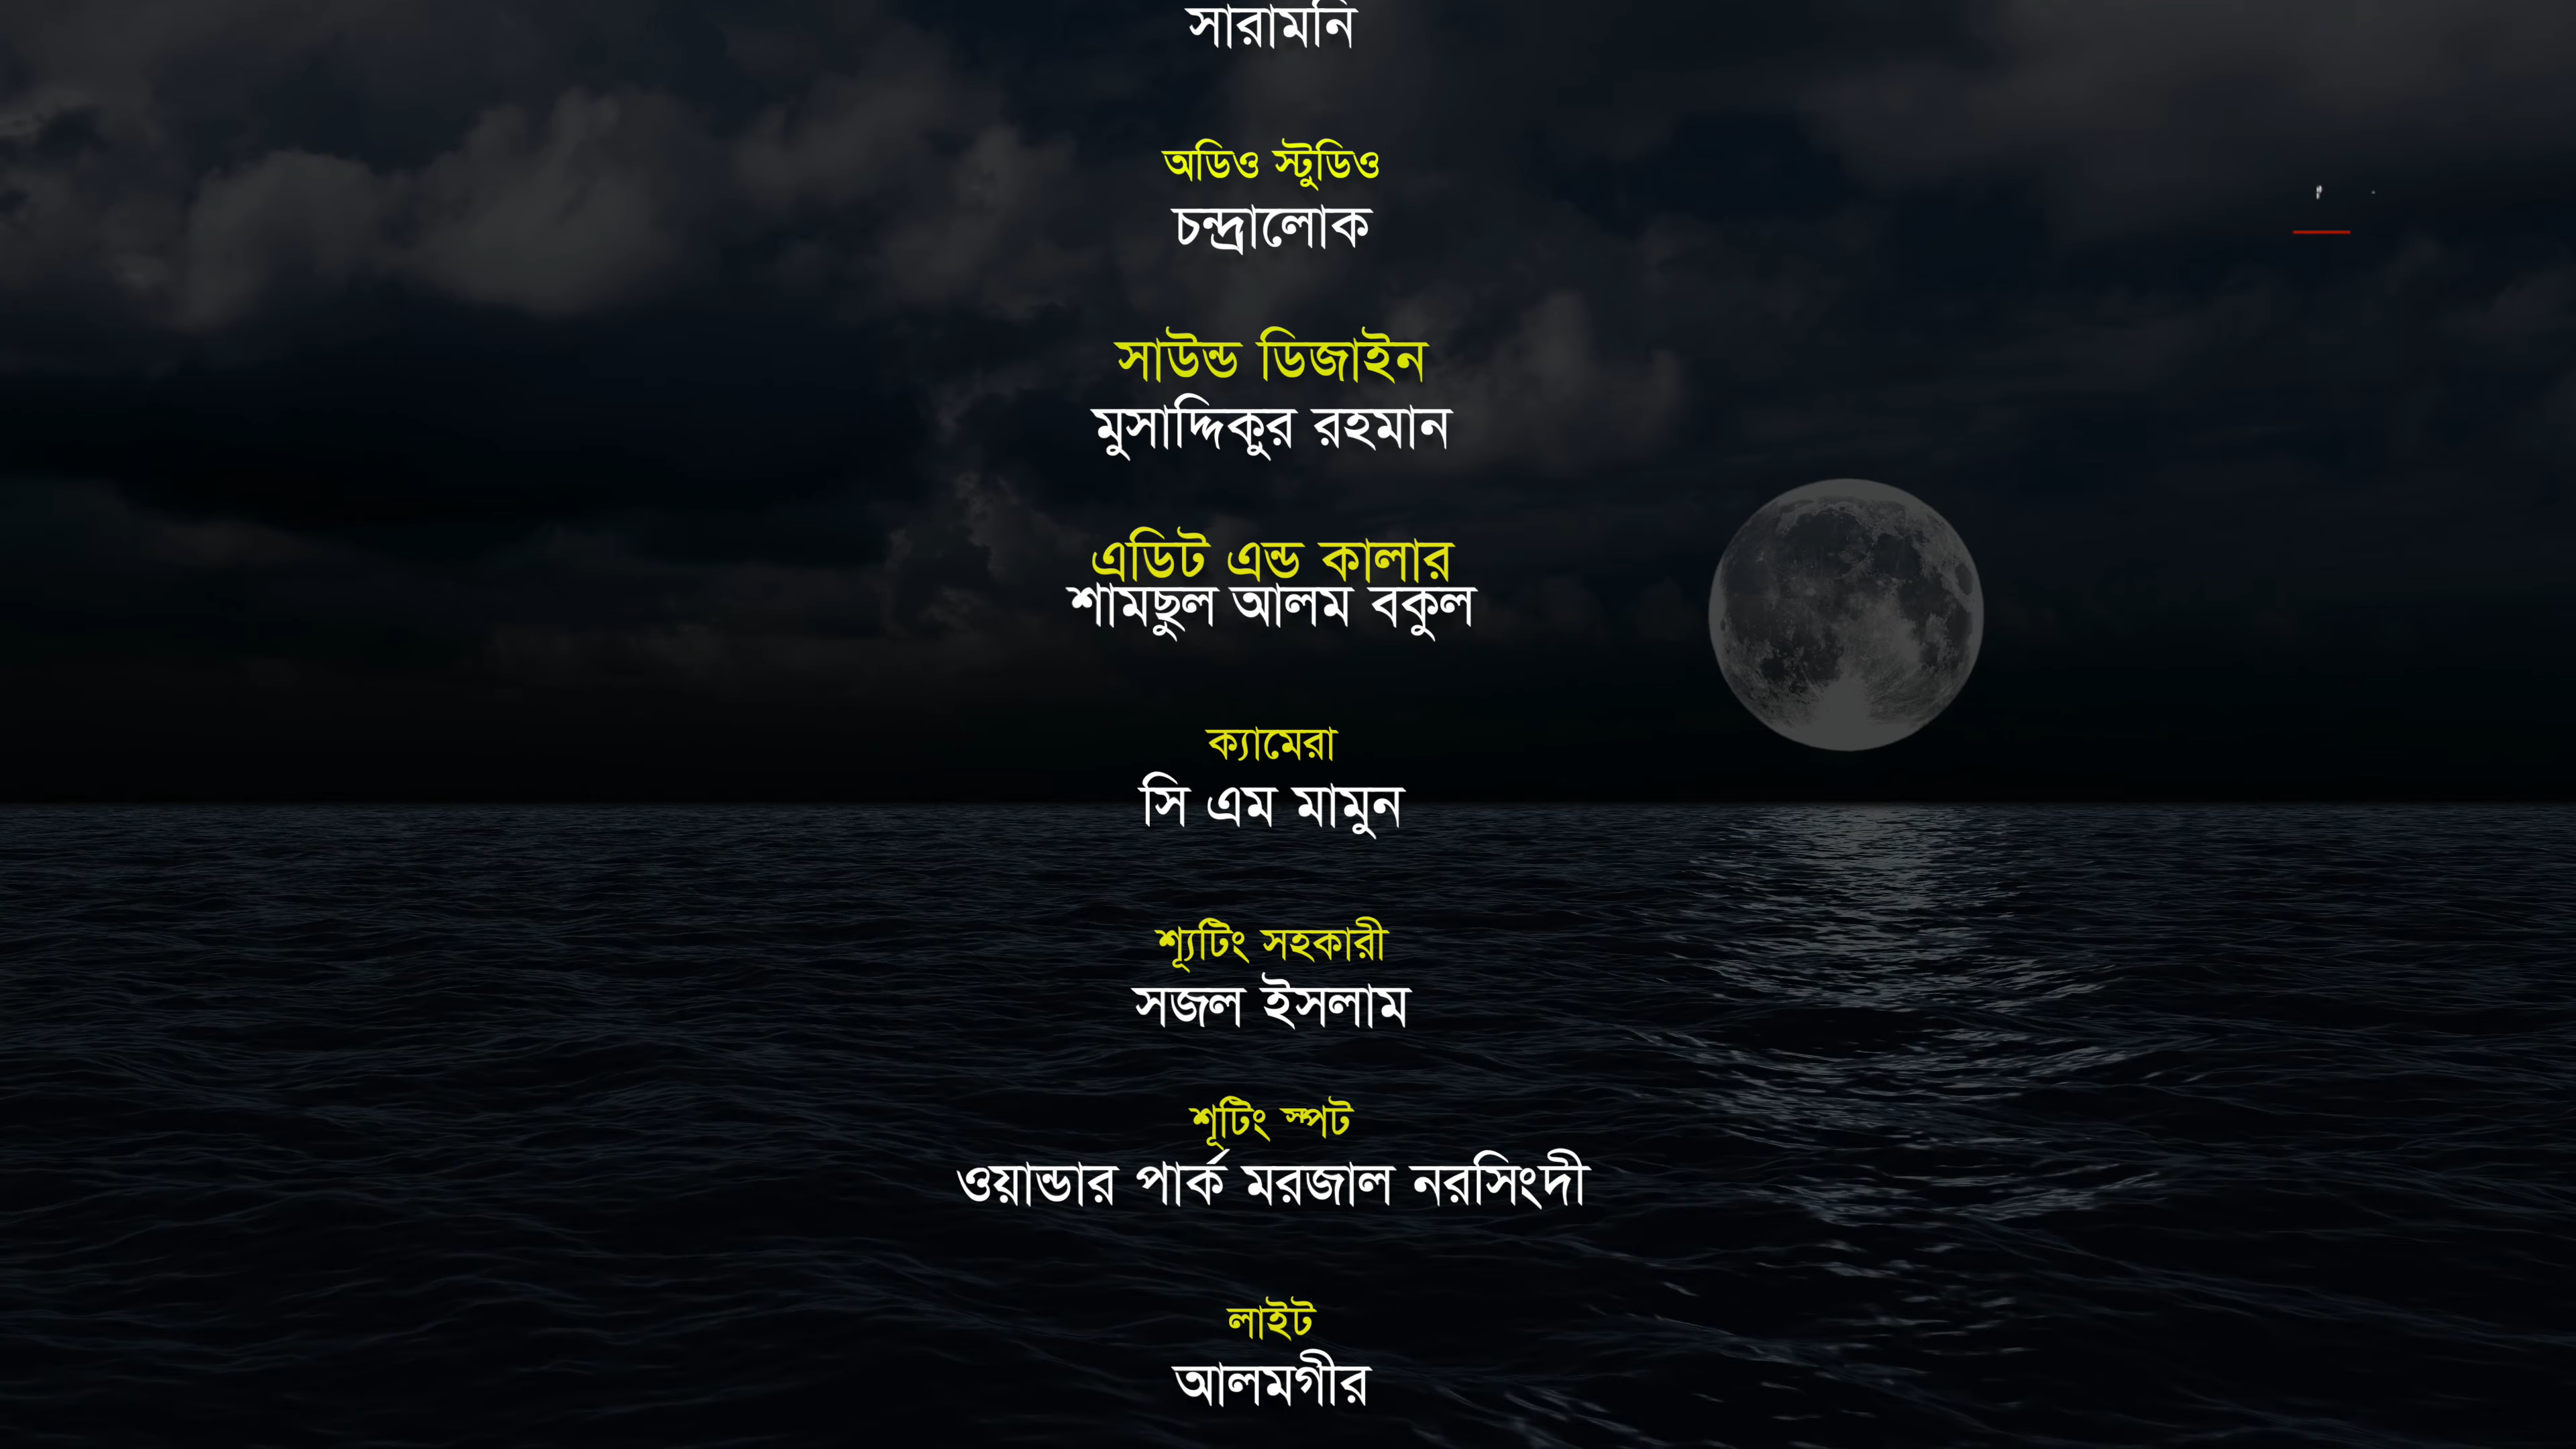 সারামনি
অডিও স্টুডিও
চন্দ্রালোক
সাউন্ড ডিজাইন
মুসাদ্দিকুর রহমান
এডিট এন্ড কালার
শামছুল আলম বকুল
ক্যামেরা
সি এম মামুন
শ্যূটিং সহকারী
সজল ইসলাম
শূটিং স্পট
ওয়ান্ডার পার্ক মরজাল নরসিংদী
লাইট
আলমগীর